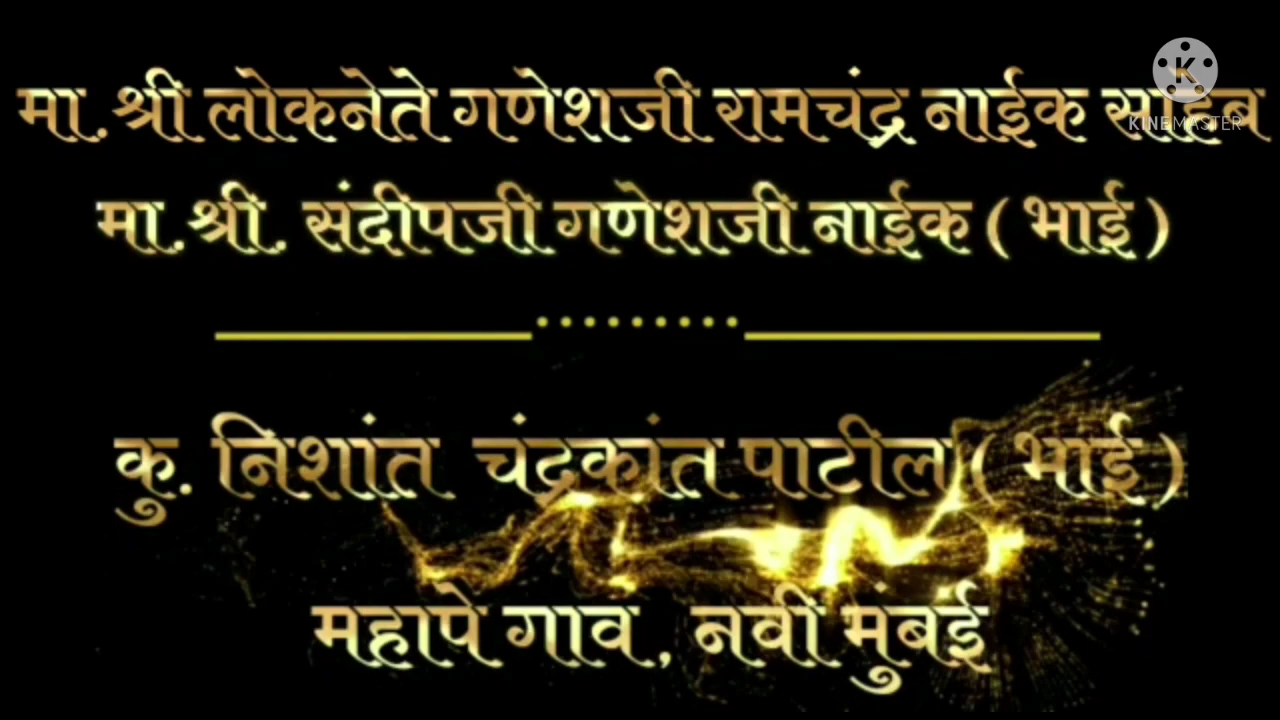 मा.श्री लोकनेते गणेशजी रामचंद्र नाईक साहेब
KINEMASTER
मा.श्री. संदीपजी गणेशजी नाईक ( भाई )
कु. निशांत चंद्रकांत पाटील ( भाई )
महापे गाव , नवी मुंबई